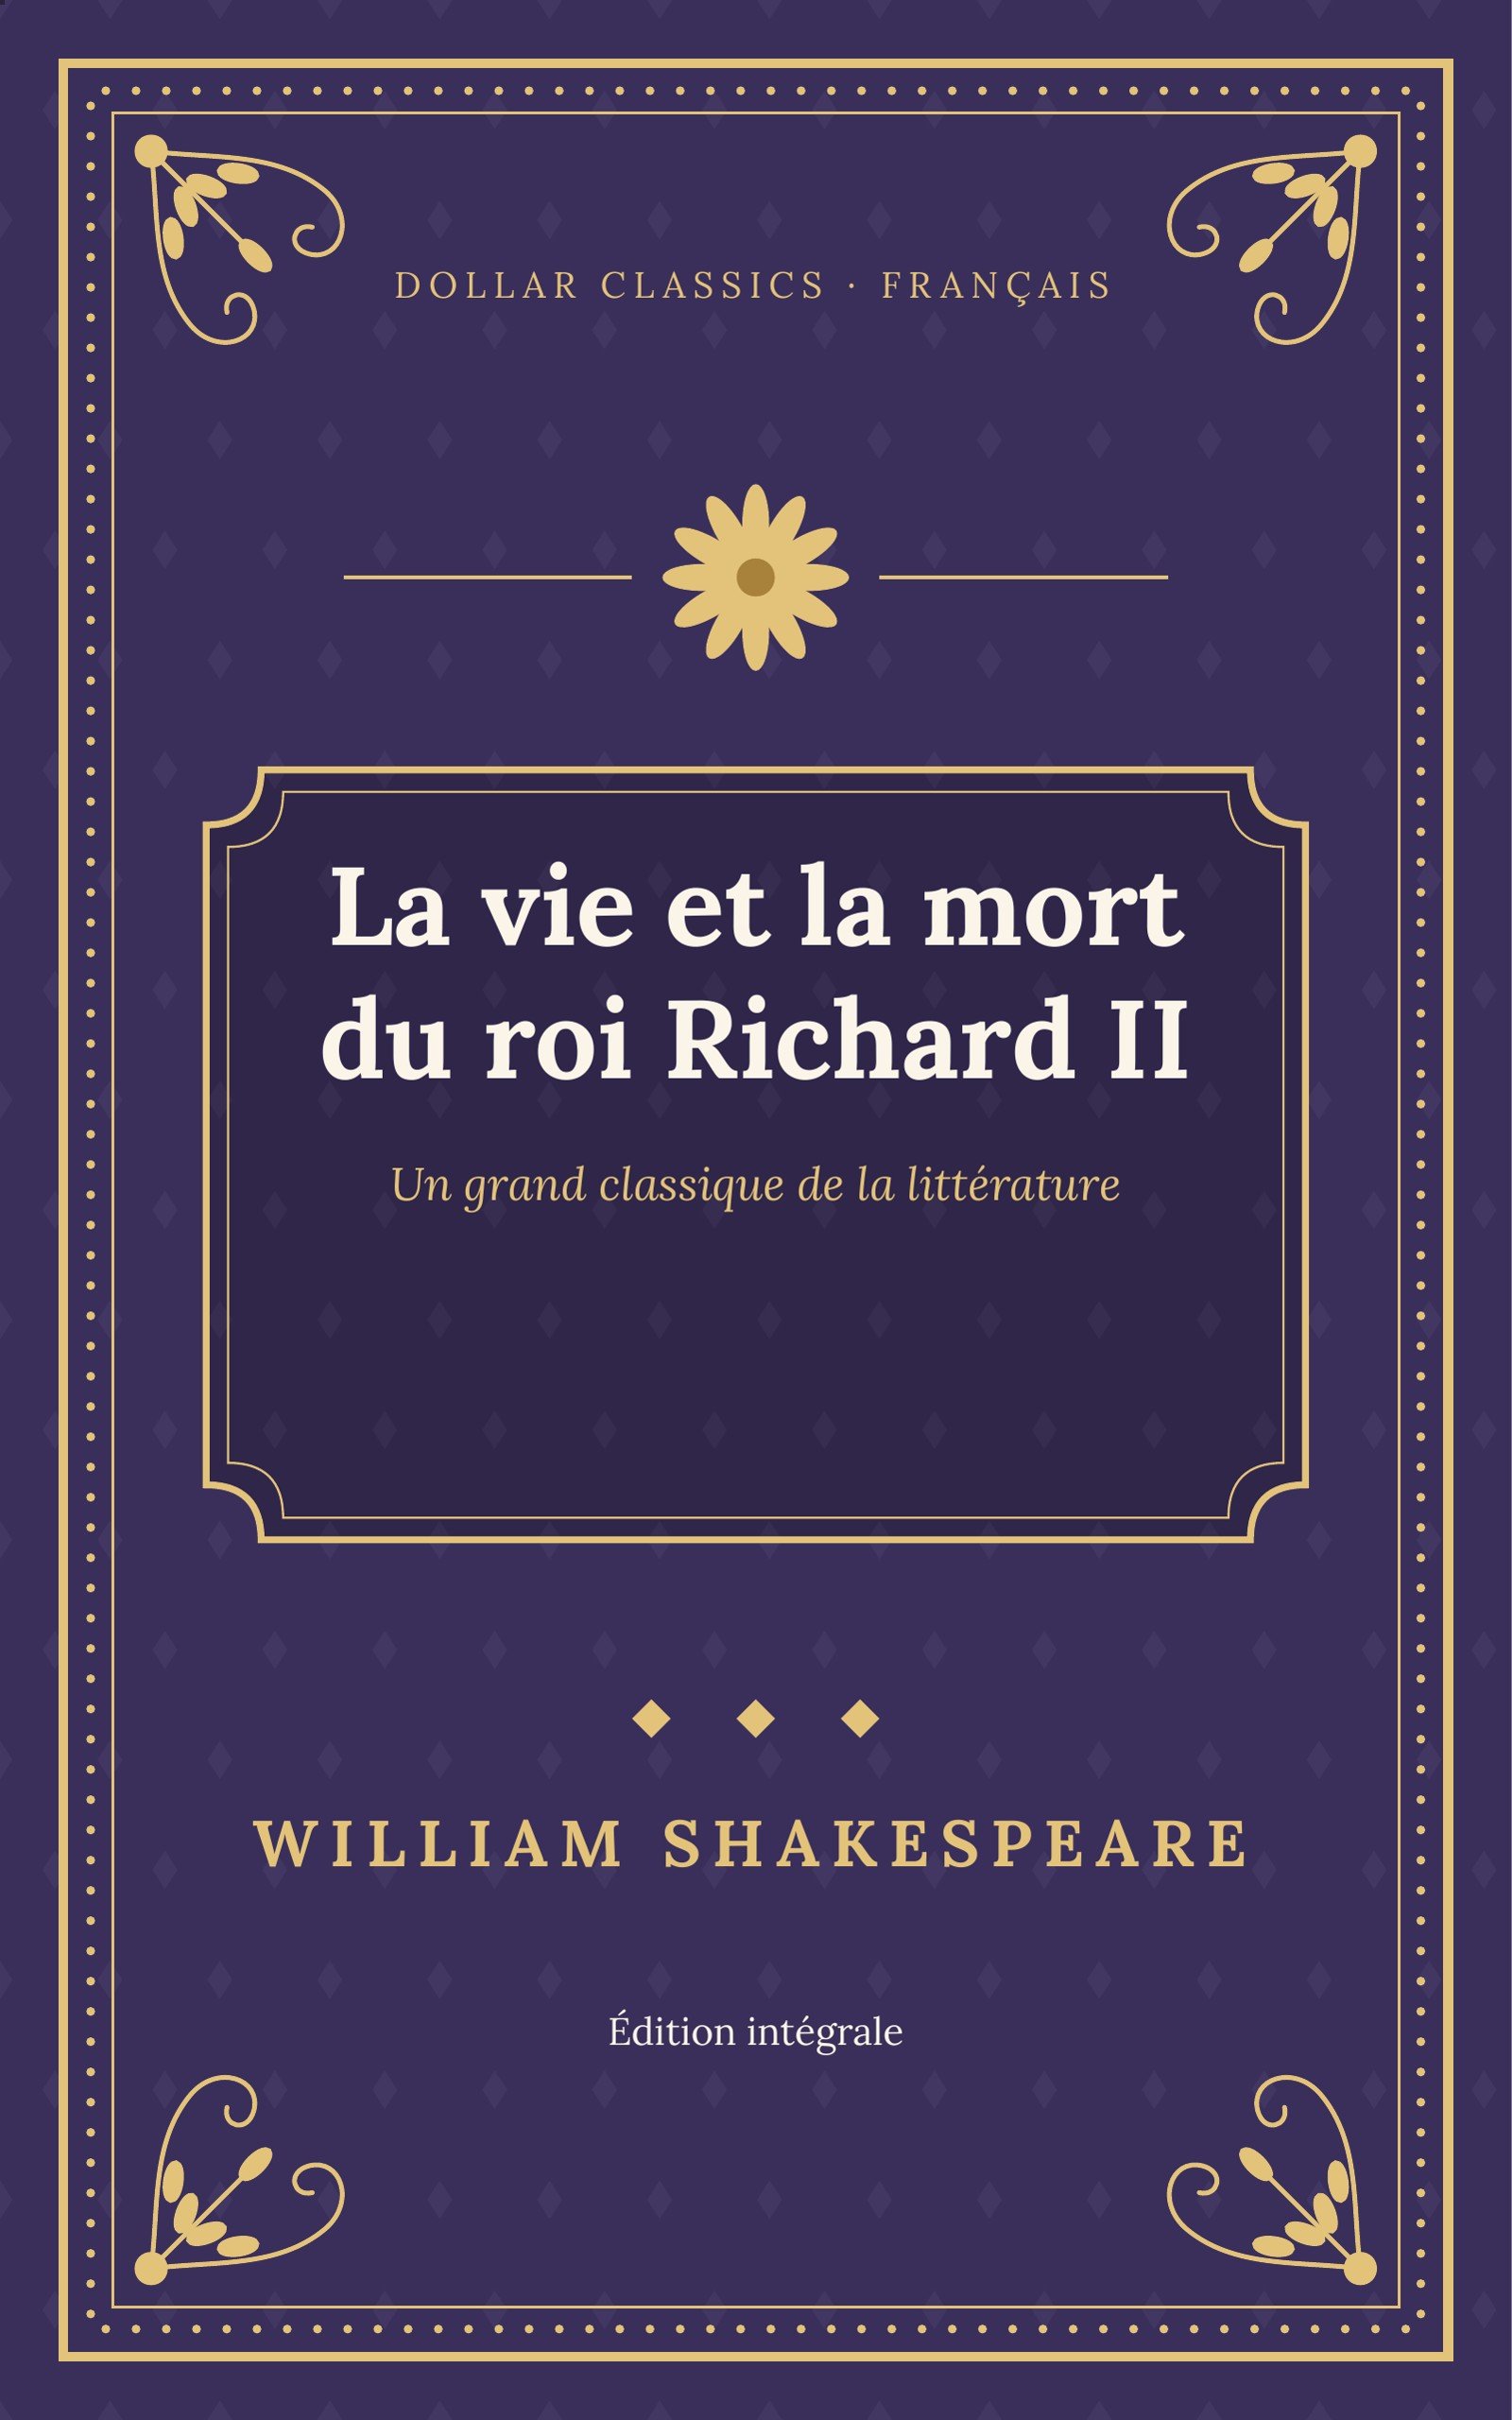 DOLLAR CLASSICS · FRANÇAIS
La vie et la mort
du roi Richard II
Un grand classique de la littérature
WILLIAM SHAKESPEARE
Édition intégrale